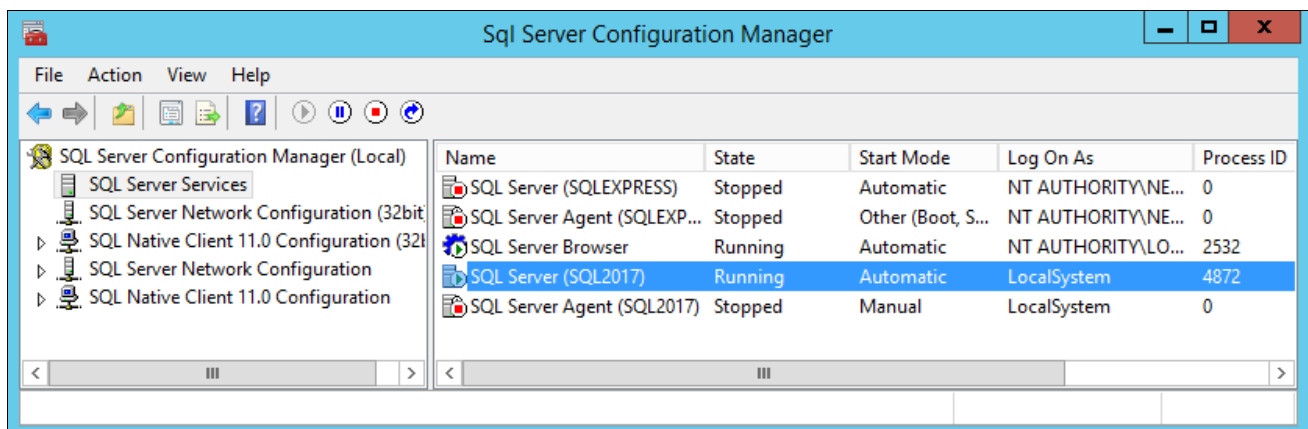 Sql Server Configuration Manager
File Action View Help
SQL Server Configuration Manager (Local)
SQL Server Services
SQL Server Network Configuration (32bit
SQL Native Client 11.0 Configuration (32b
SQL Server Network Configuration
SQL Native Client 11.0 Configuration
Name State Start Mode Log On As Process ID
SQL Server (SQLEXPRESS) Stopped Automatic NT AUTHORITY\NE... 0
SQL Server Agent (SQLEXP... Stopped Other (Boot, S... NT AUTHORITY\NE... 0
SQL Server Browser Running Automatic NT AUTHORITY\LO... 2532
SQL Server (SQL2017) Running Automatic LocalSystem 4872
SQL Server Agent (SQL2017) Stopped Manual LocalSystem 0